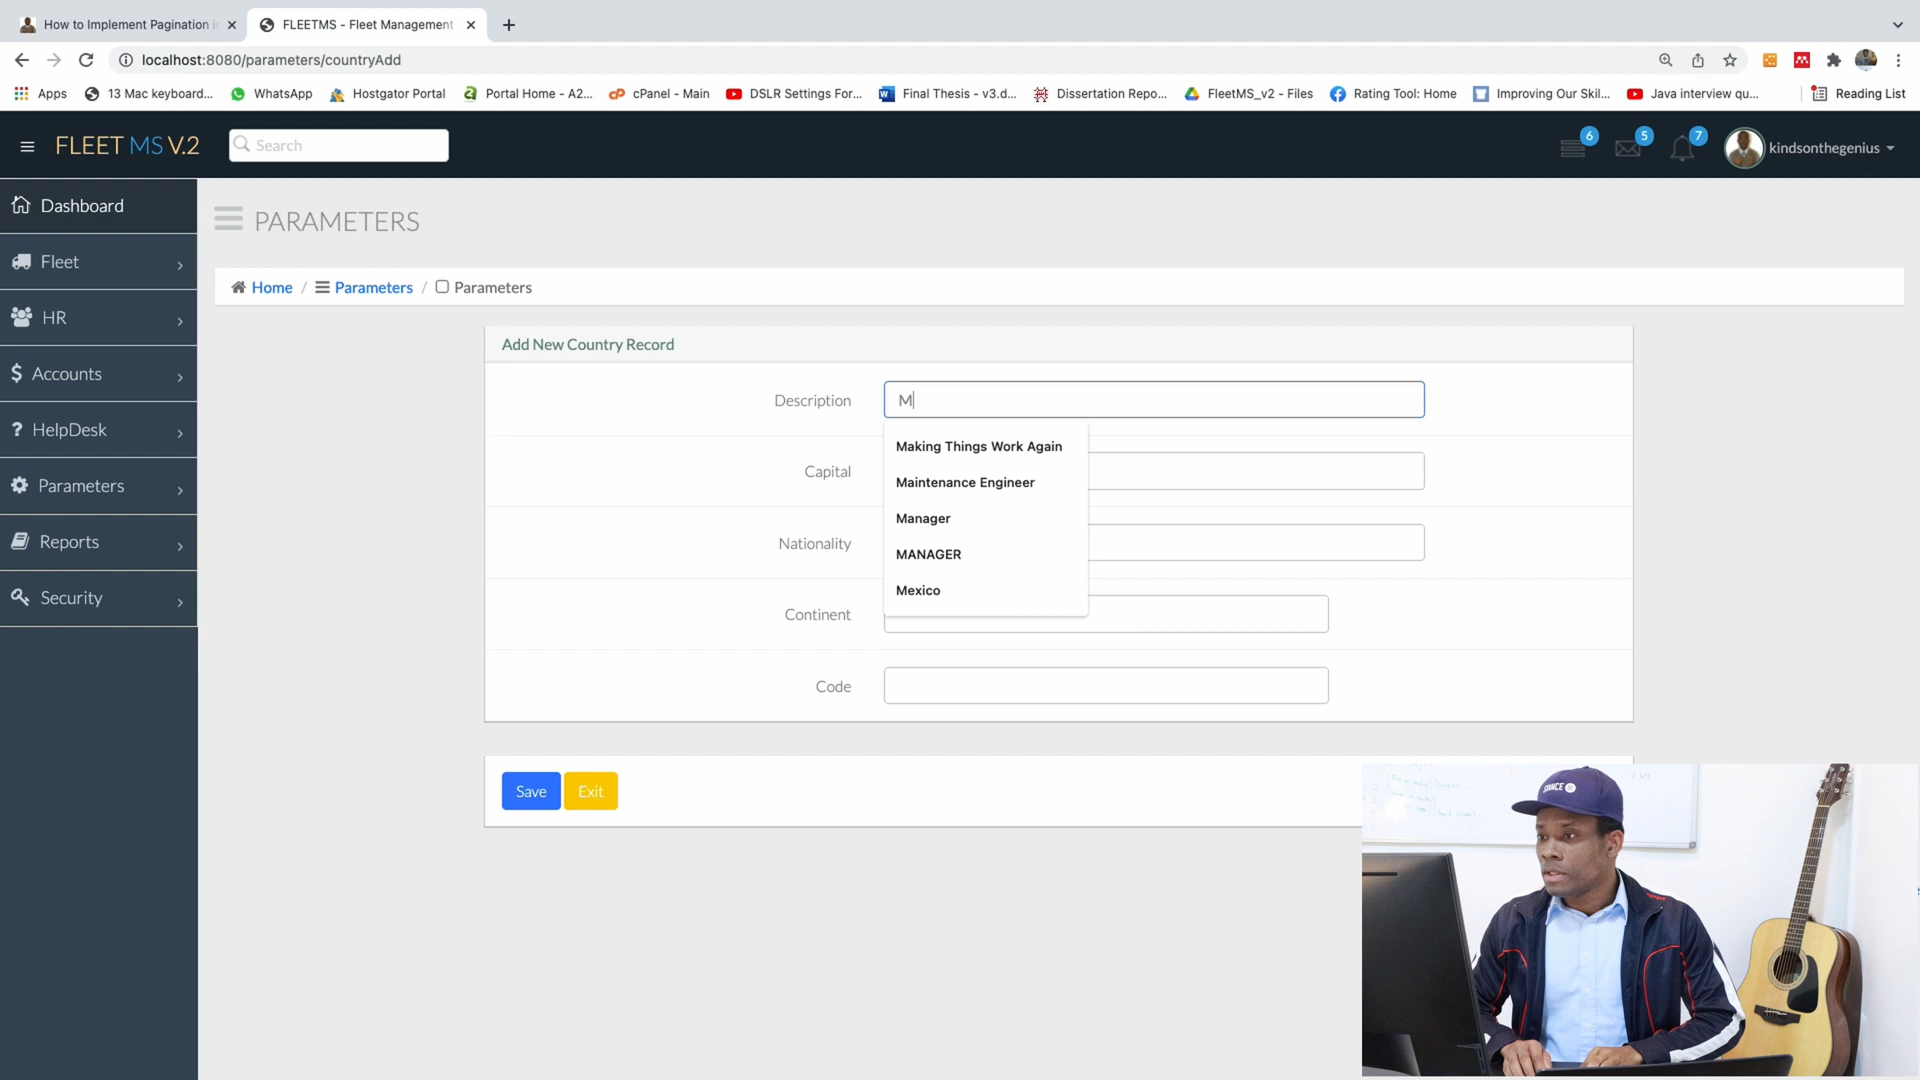 How to Implement Pagination i
FLEETMS - Fleet Management
localhost:8080/parameters/countryAdd
Apps
13 Mac keyboard...
WhatsApp
Hostgator Portal
Portal Home - A2...
cPanel - Main
DSLR Settings For...
Final Thesis - v3.d...
Dissertation Repo...
FleetMS_v2 - Files
Rating Tool: Home
Improving Our Skil...
Java interview qu...
Reading List
FLEET MS V.2
Search
6
5
7
kindsonthegenius
Dashboard
Fleet
HR
Accounts
HelpDesk
Parameters
Reports
Security
PARAMETERS
Home / Parameters / Parameters
Add New Country Record
Description
M
Making Things Work Again
Maintenance Engineer
Manager
MANAGER
Mexico
Capital
Nationality
Continent
Code
Save
Exit
STANCE